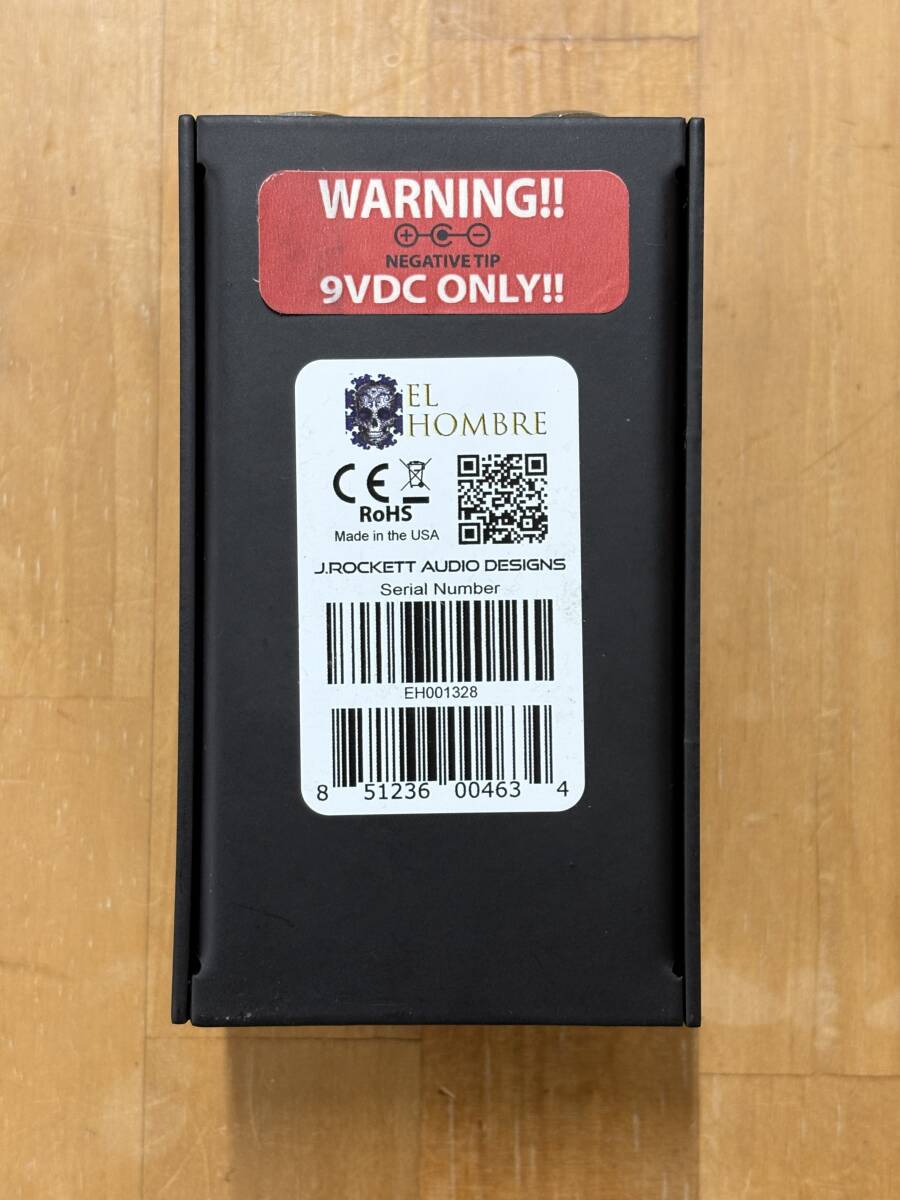 WARNING!!
NEGATIVE TIP
9VDC ONLY!!
EL
HOMBRE
CE
RoHS
Made in the USA
J.ROCKETT AUDIO DESIGNS
Serial Number
EH001328
8 51236 00463 4